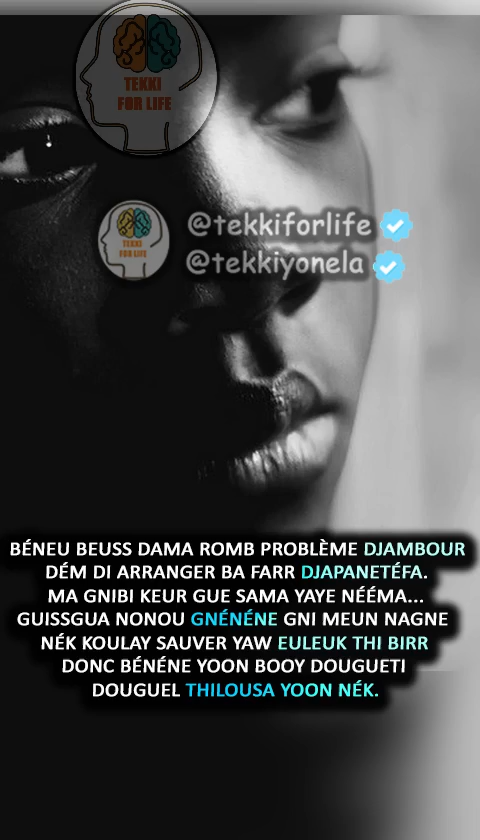 TEKKI
FOR LIFE
@tekkiforlife
TEKKI
FOR LIFE
@tekkiyonela
BÉNEU BEUSS DAMA ROMB PROBLÈME DJAMBOUR
DÉM DI ARRANGER BA FARR DJAPANETÉFA.
MA GNIBI KEUR GUE SAMA YAYE NÉÉMA...
GUISSGUA NONOU GNÉNÉNE GNI MEUN NAGNE
NÉK KOULAY SAUVER YAW EULEUK THI BIRR
DONC BÉNÉNE YOON BOOY DOUGUETI
DOUGUEL THILOUSA YOON NÉK.